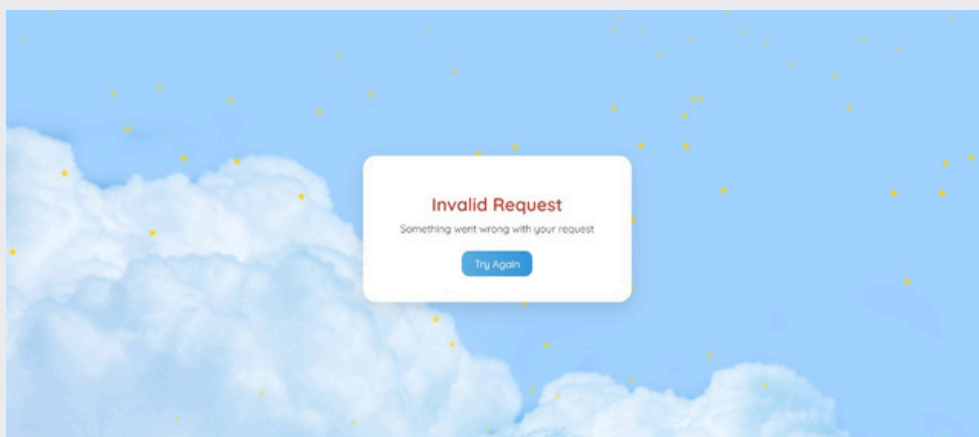 Invalid Request
Something went wrong with your request
Try Again